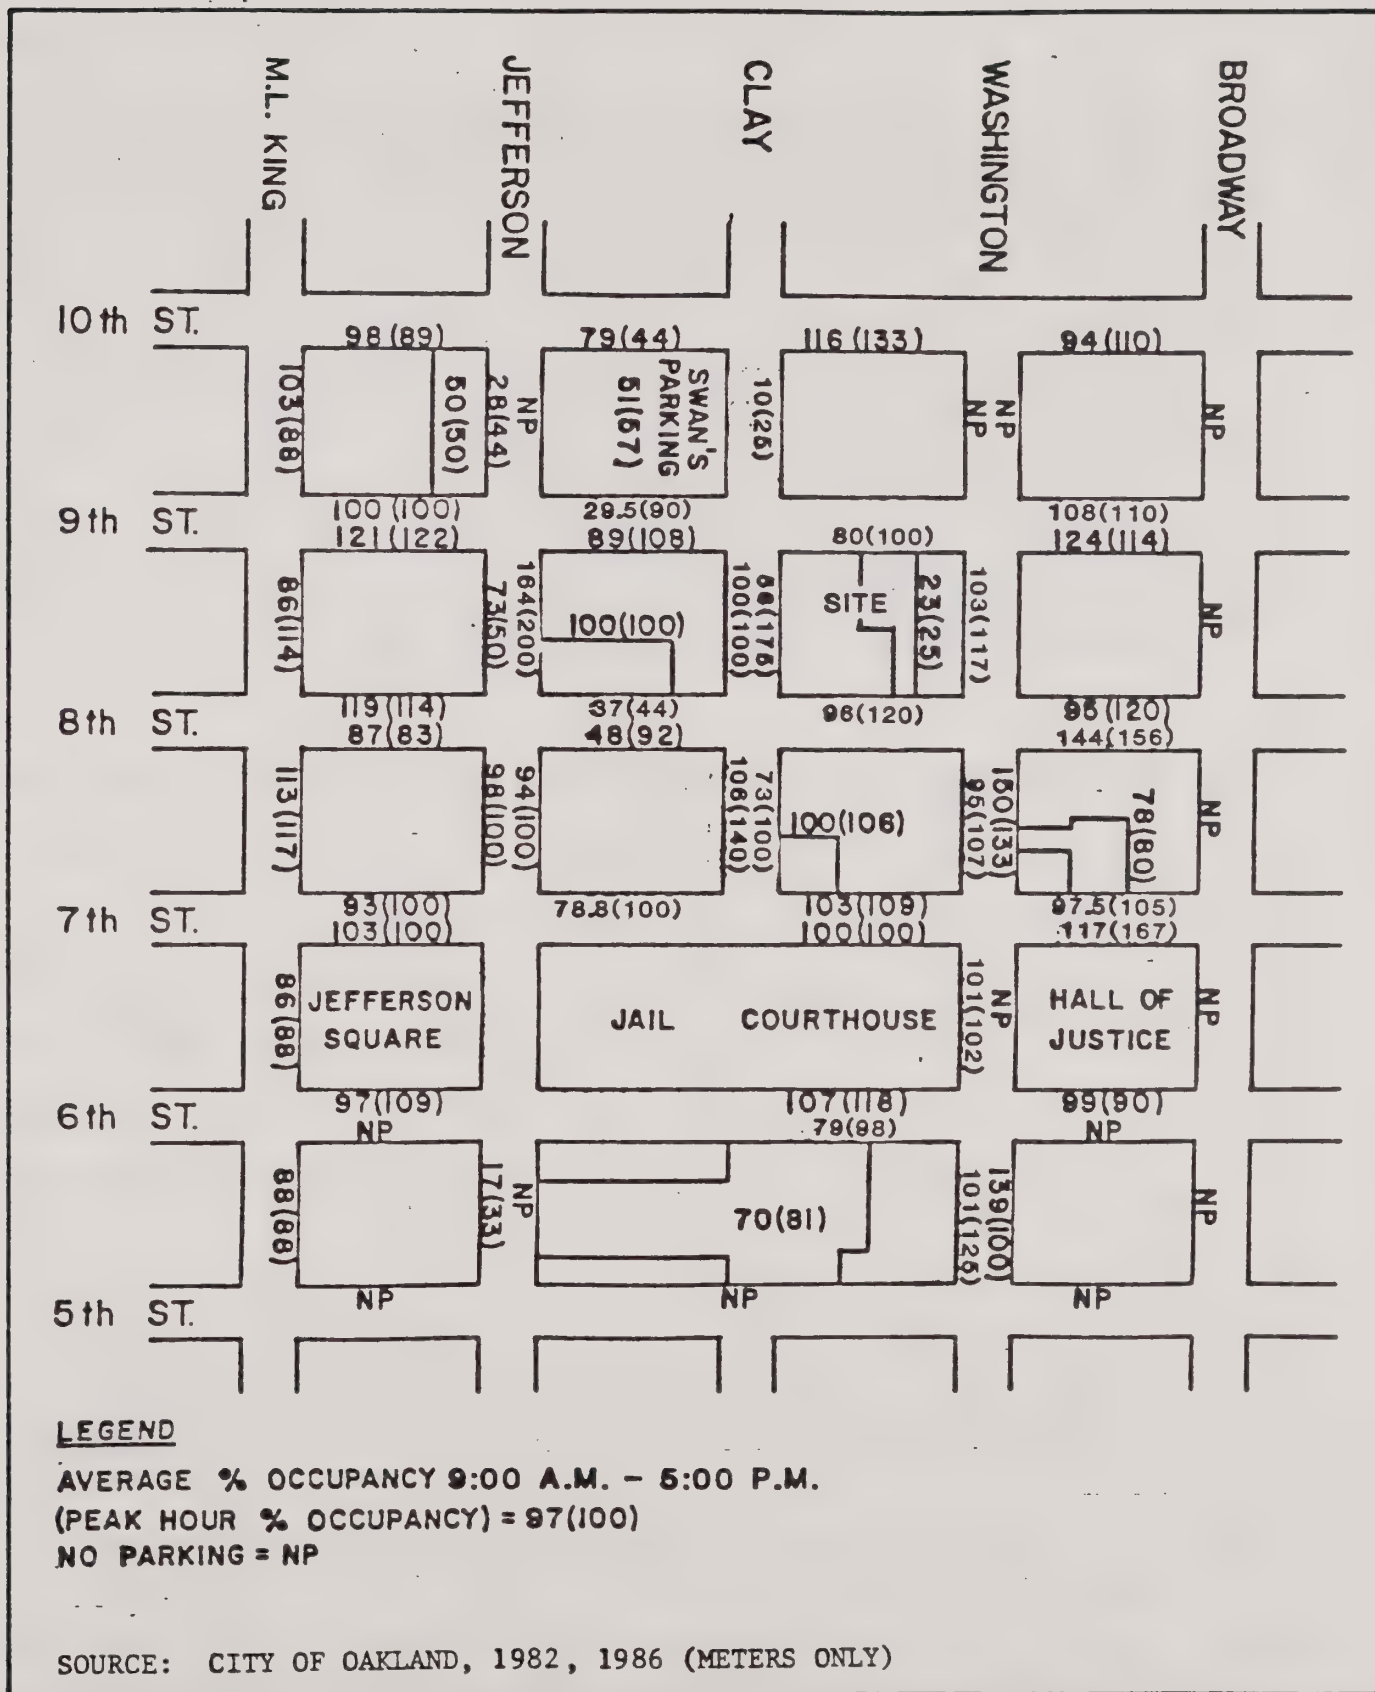 M.L. KING
JEFFERSON
CLAY
WASHINGTON
BROADWAY
10th ST.
98(89)
79(44)
116(133)
94(110)
103(88)
50(50)
28(44)
NP
51(57)
SWAN'S
PARKING
10(25)
NP
NP
NP
100(100)
29.5(90)
108(110)
9th ST.
121(122)
89(108)
80(100)
124(114)
86(114)
73(50)
164(200)
100(100)
100(100)
(175)
SITE
23(25)
103(117)
NP
119(114)
37(44)
96(120)
(120)
8th ST.
87(83)
48(92)
144(156)
113(117)
98(100)
94(100)
(140)
73(100)
100(106)
95(107)
150(133)
78(80)
NP
93(100)
78.8(100)
103(109)
97.5(105)
7th ST.
103(100)
100(100)
117(167)
86(88)
JEFFERSON
SQUARE
JAIL COURTHOUSE
101(102)
NP
HALL OF
JUSTICE
NP
97(109)
107(118)
99(90)
6th ST.
NP
79(98)
NP
88(88)
17(33)
NP
70(81)
101(125)
139(100)
NP
NP
NP
NP
5th ST.
LEGEND
AVERAGE % OCCUPANCY 9:00 A.M. - 5:00 P.M.
(PEAK HOUR % OCCUPANCY) = 97(100)
NO PARKING = NP
SOURCE: CITY OF OAKLAND, 1982, 1986 (METERS ONLY)